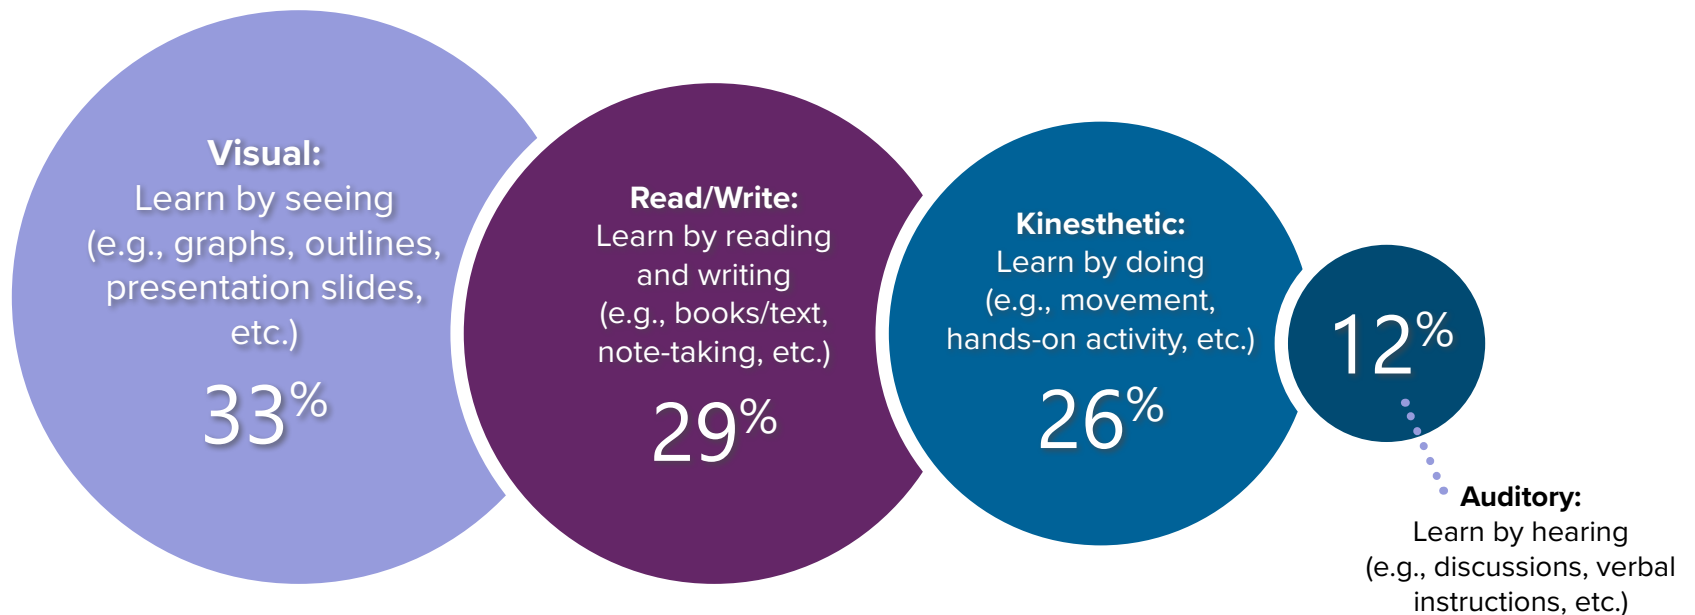 Visual:
Learn by seeing
(e.g., graphs, outlines,
presentation slides,
etc.)
33%
Read/Write:
Learn by reading
and writing
(e.g., books/text,
note-taking, etc.)
29%
Kinesthetic:
Learn by doing
(e.g., movement,
hands-on activity, etc.)
26%
12%
Auditory:
Learn by hearing
(e.g., discussions, verbal
instructions, etc.)